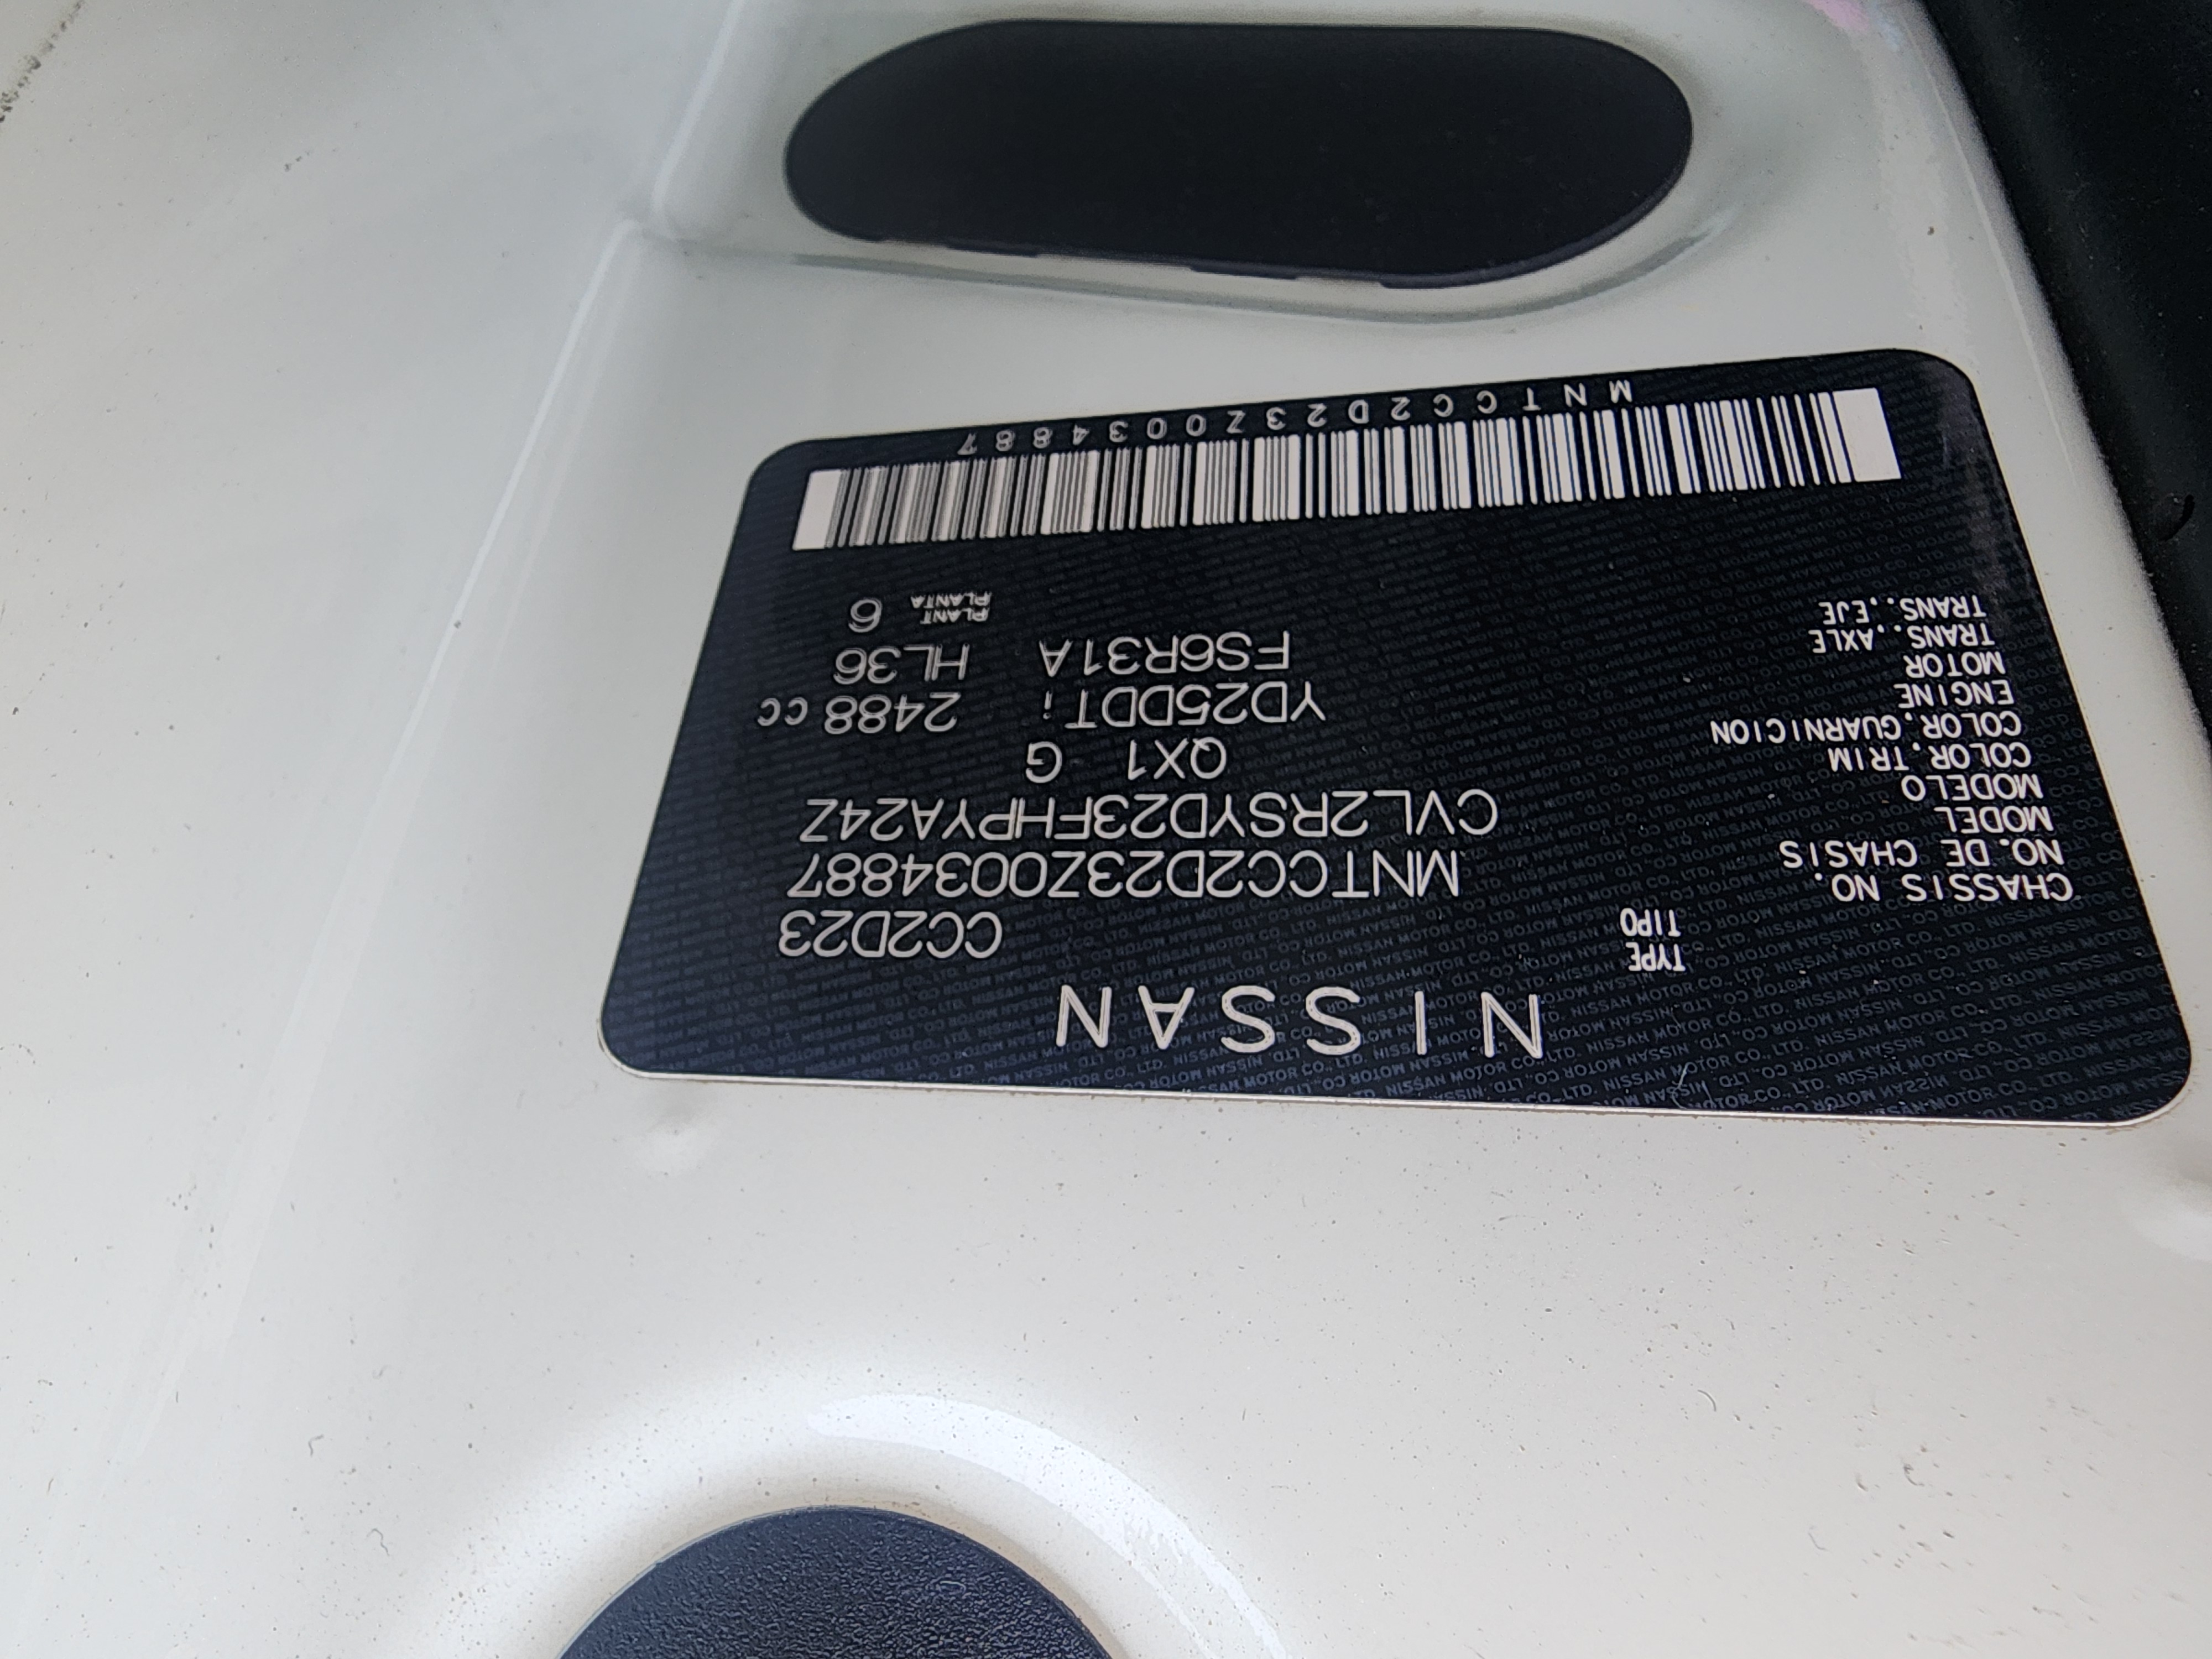 NISSAN
TYPE
TIPO CC2D23
CHASSIS NO.
NO. DE CHASIS MNTCC2D23Z0034887
MODEL
MODELO CVL2RSYD23FHPYA24Z
COLOR.TRIM
COLOR.GUARNICION QX1 G
ENGINE
MOTOR YD25DDTi 2488 cc
TRANS.,AXLE
TRANS.,EJE FS6R31A HL36
PLANT
PLANTA 6
MNTCC2D23Z0034887